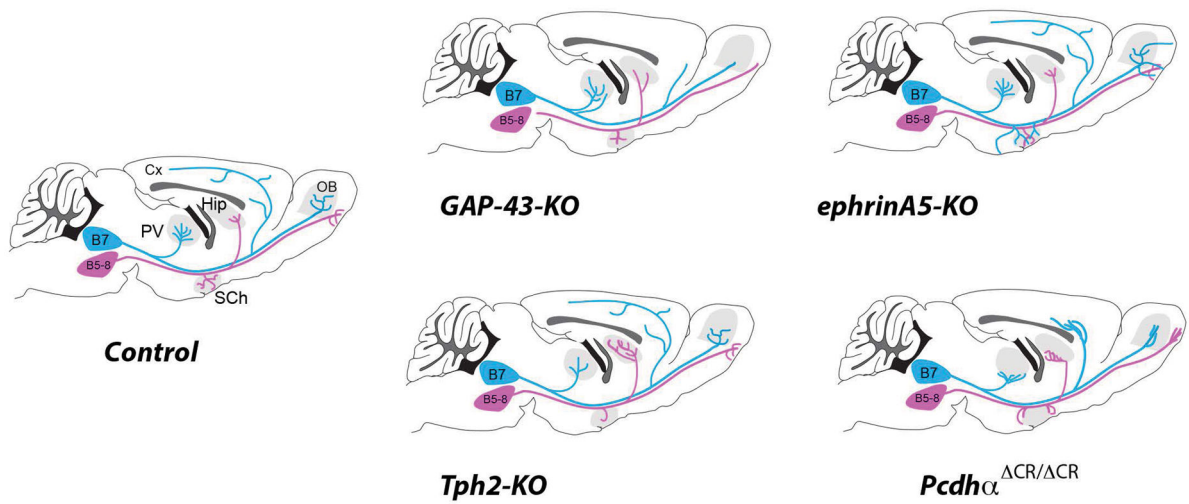 B7
B5-8
GAP-43-KO
B7
B5-8
ephrinA5-KO
Cx
Hip
OB
PV
B7
B5-8
SCh
Control
B7
B5-8
Tph2-KO
B7
B5-8
Pcdhα ΔCR/ΔCR